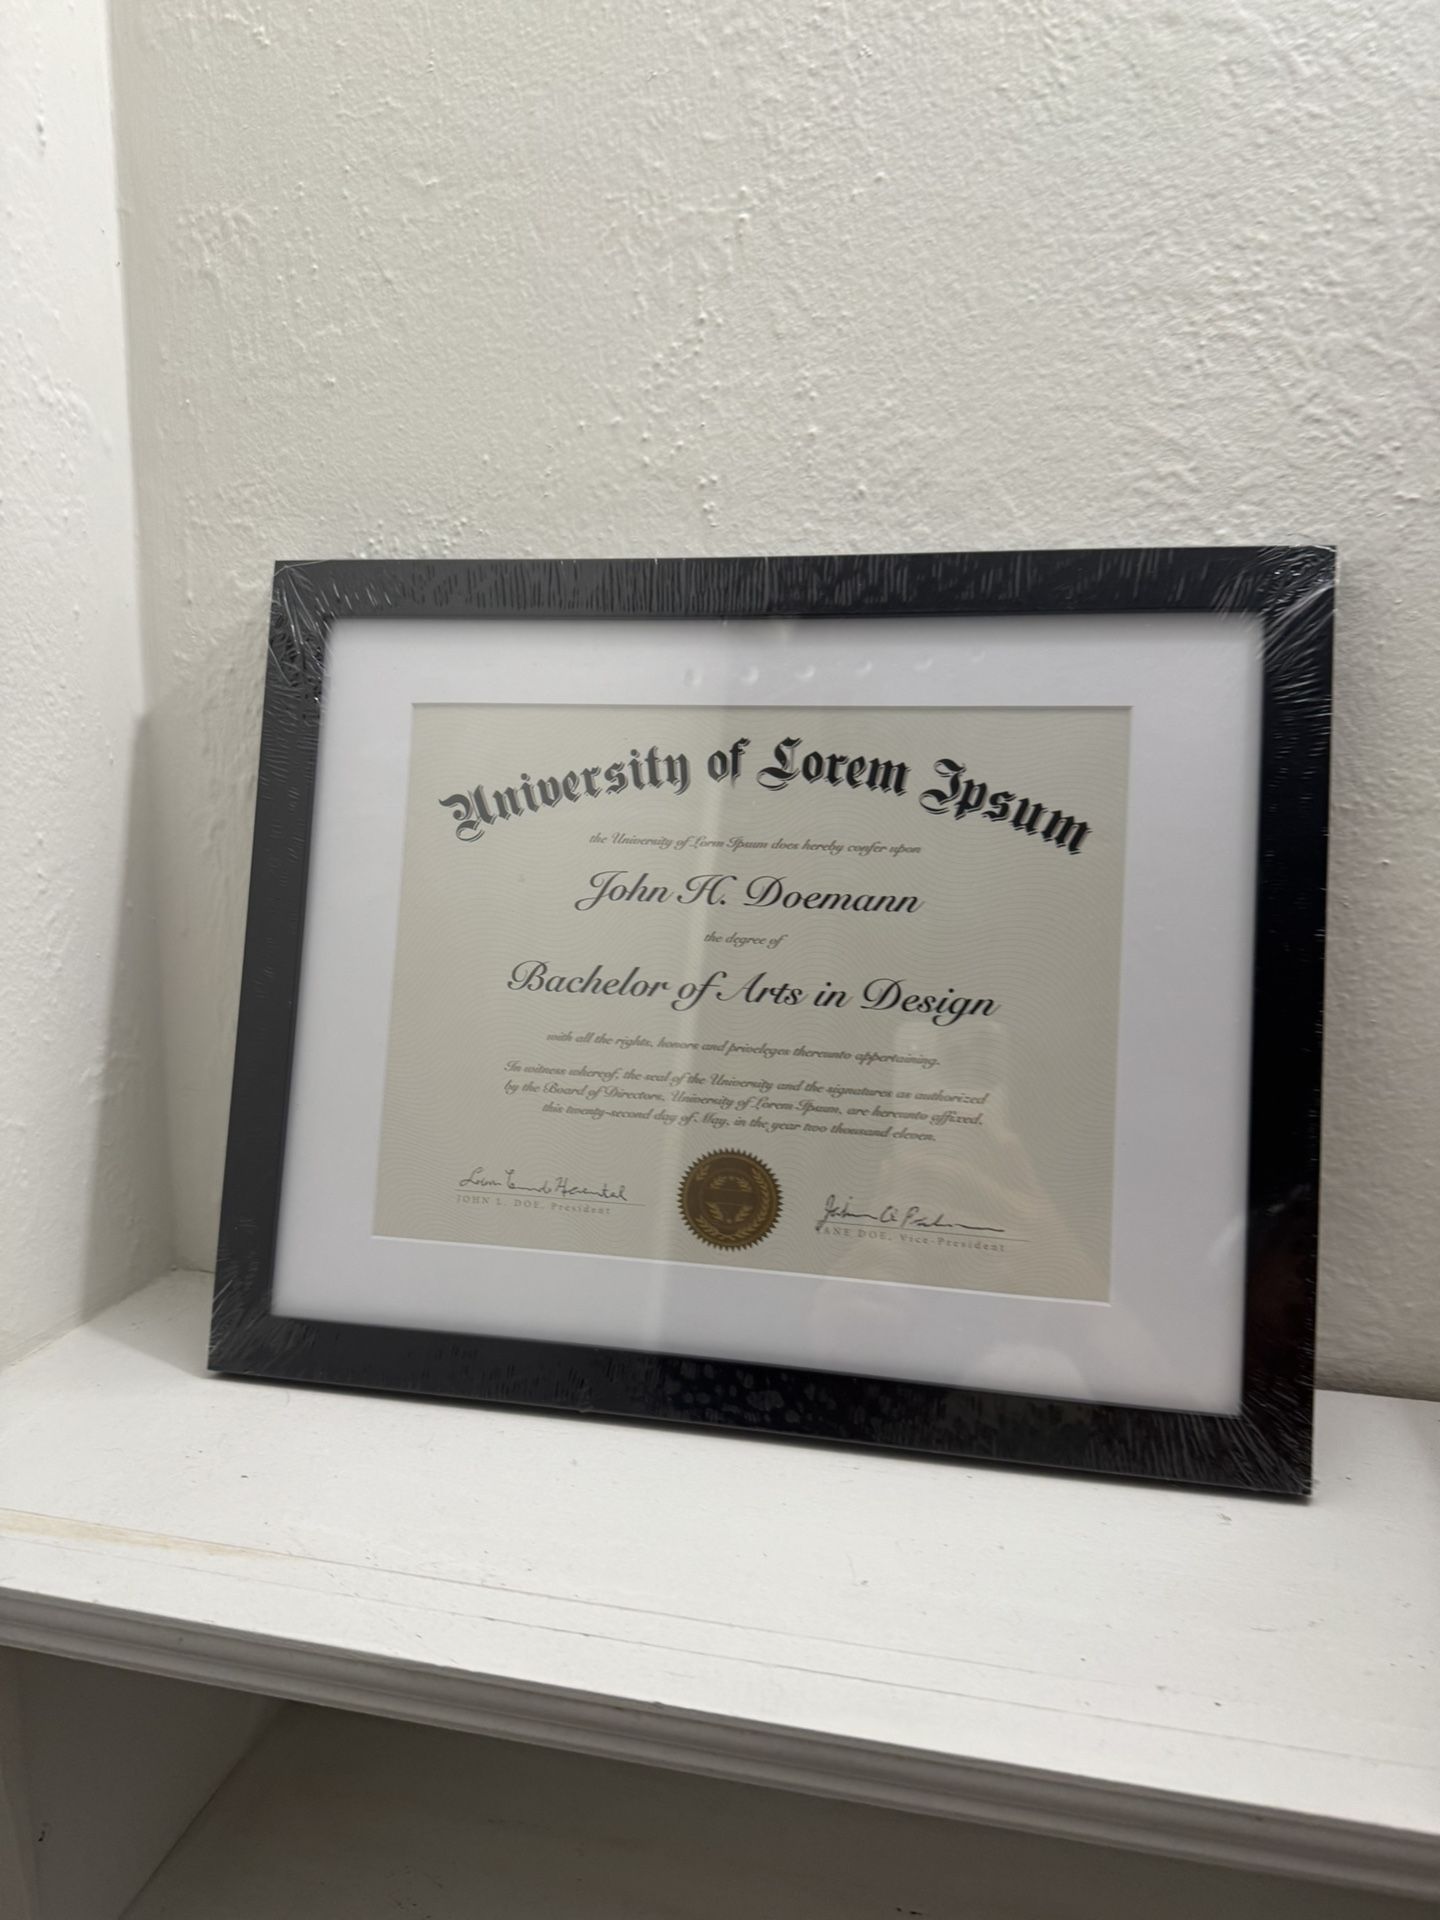 University of Lorem Ipsum
the University of Lorm Ipsum does hereby confer upon
John H. Doemann
the degree of
Bachelor of Arts in Design
with all the rights, honors and priveleges thereunto appertaining.
In witness whereof, the seal of the University and the signatures as authorized
by the Board of Directors, University of Lorem Ipsum, are hereunto affixed,
this twenty-second day of May, in the year two thousand eleven.
JOHN L. DOE, President
JANE DOE, Vice-President